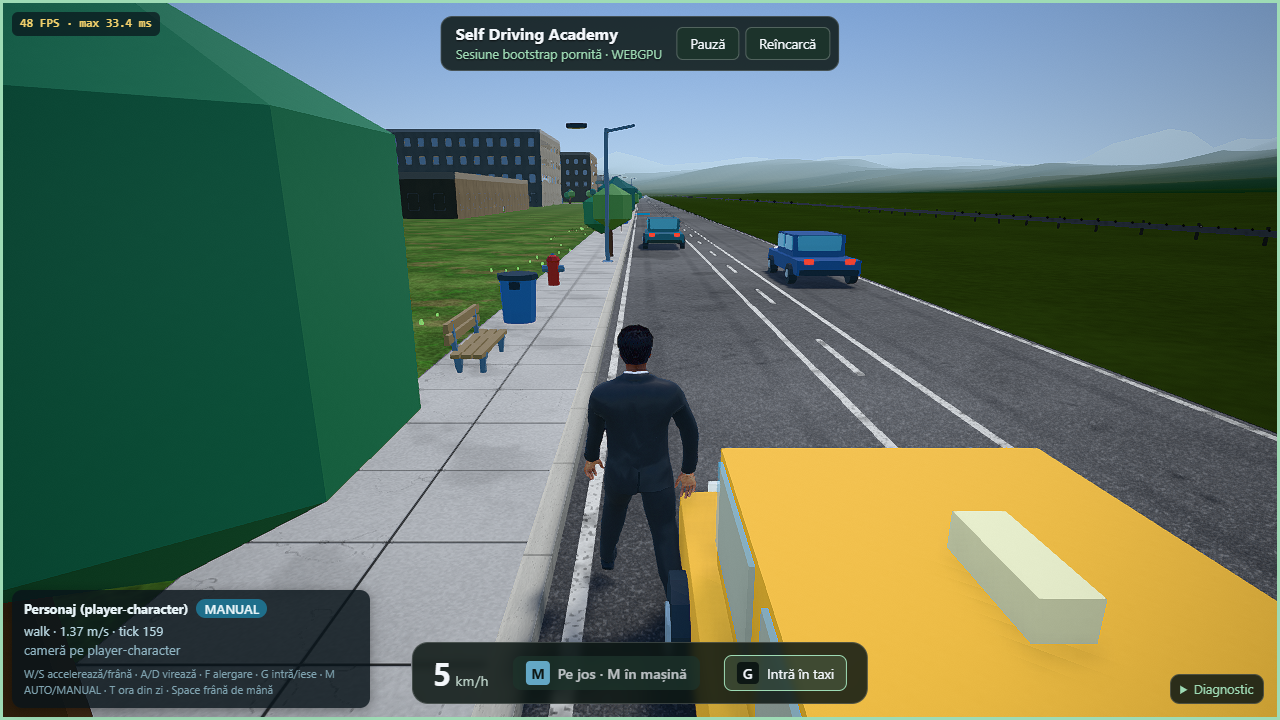 48 FPS · max 33.4 ms
Self Driving Academy
Sesiune bootstrap pornită · WEBGPU
Pauză
Reîncarcă
Personaj (player-character) MANUAL
walk · 1.37 m/s · tick 159
cameră pe player-character
W/S accelerează/frână · A/D virează · F alergare · G intră/iese · M
AUTO/MANUAL · T ora din zi · Space frână de mână
5 km/h
M Pe jos · M în mașină
G Intră în taxi
Diagnostic